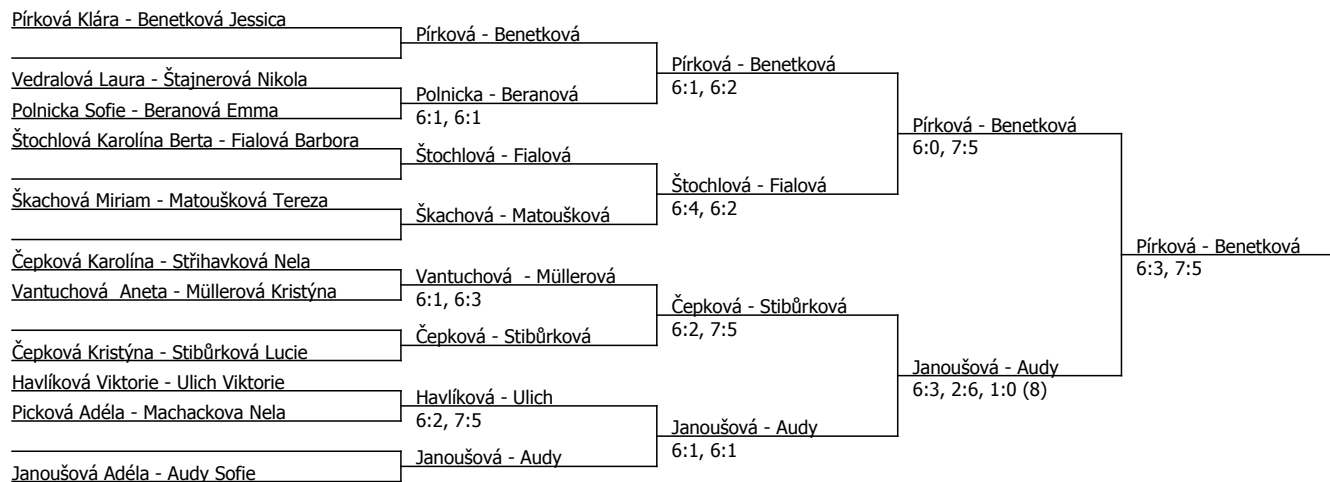 Pírková Klára - Benetková Jessica
Vedralová Laura - Štajnerová Nikola
Polnicka Sofie - Beranová Emma
Štochlová Karolína Berta - Fialová Barbora
Škachová Miriam - Matoušková Tereza
Čepková Karolína - Střihavková Nela
Vantuchová  Aneta - Müllerová Kristýna
Čepková Kristýna - Stibůrková Lucie
Havlíková Viktorie - Ulich Viktorie
Picková Adéla - Machackova Nela
Janoušová Adéla - Audy Sofie
Pírková - Benetková
Polnicka - Beranová
6:1, 6:1
Štochlová - Fialová
Škachová - Matoušková
Vantuchová  - Müllerová
6:1, 6:3
Čepková - Stibůrková
Havlíková - Ulich
6:2, 7:5
Janoušová - Audy
Pírková - Benetková
6:1, 6:2
Štochlová - Fialová
6:4, 6:2
Čepková - Stibůrková
6:2, 7:5
Janoušová - Audy
6:1, 6:1
Pírková - Benetková
6:0, 7:5
Janoušová - Audy
6:3, 2:6, 1:0 (8)
Pírková - Benetková
6:3, 7:5